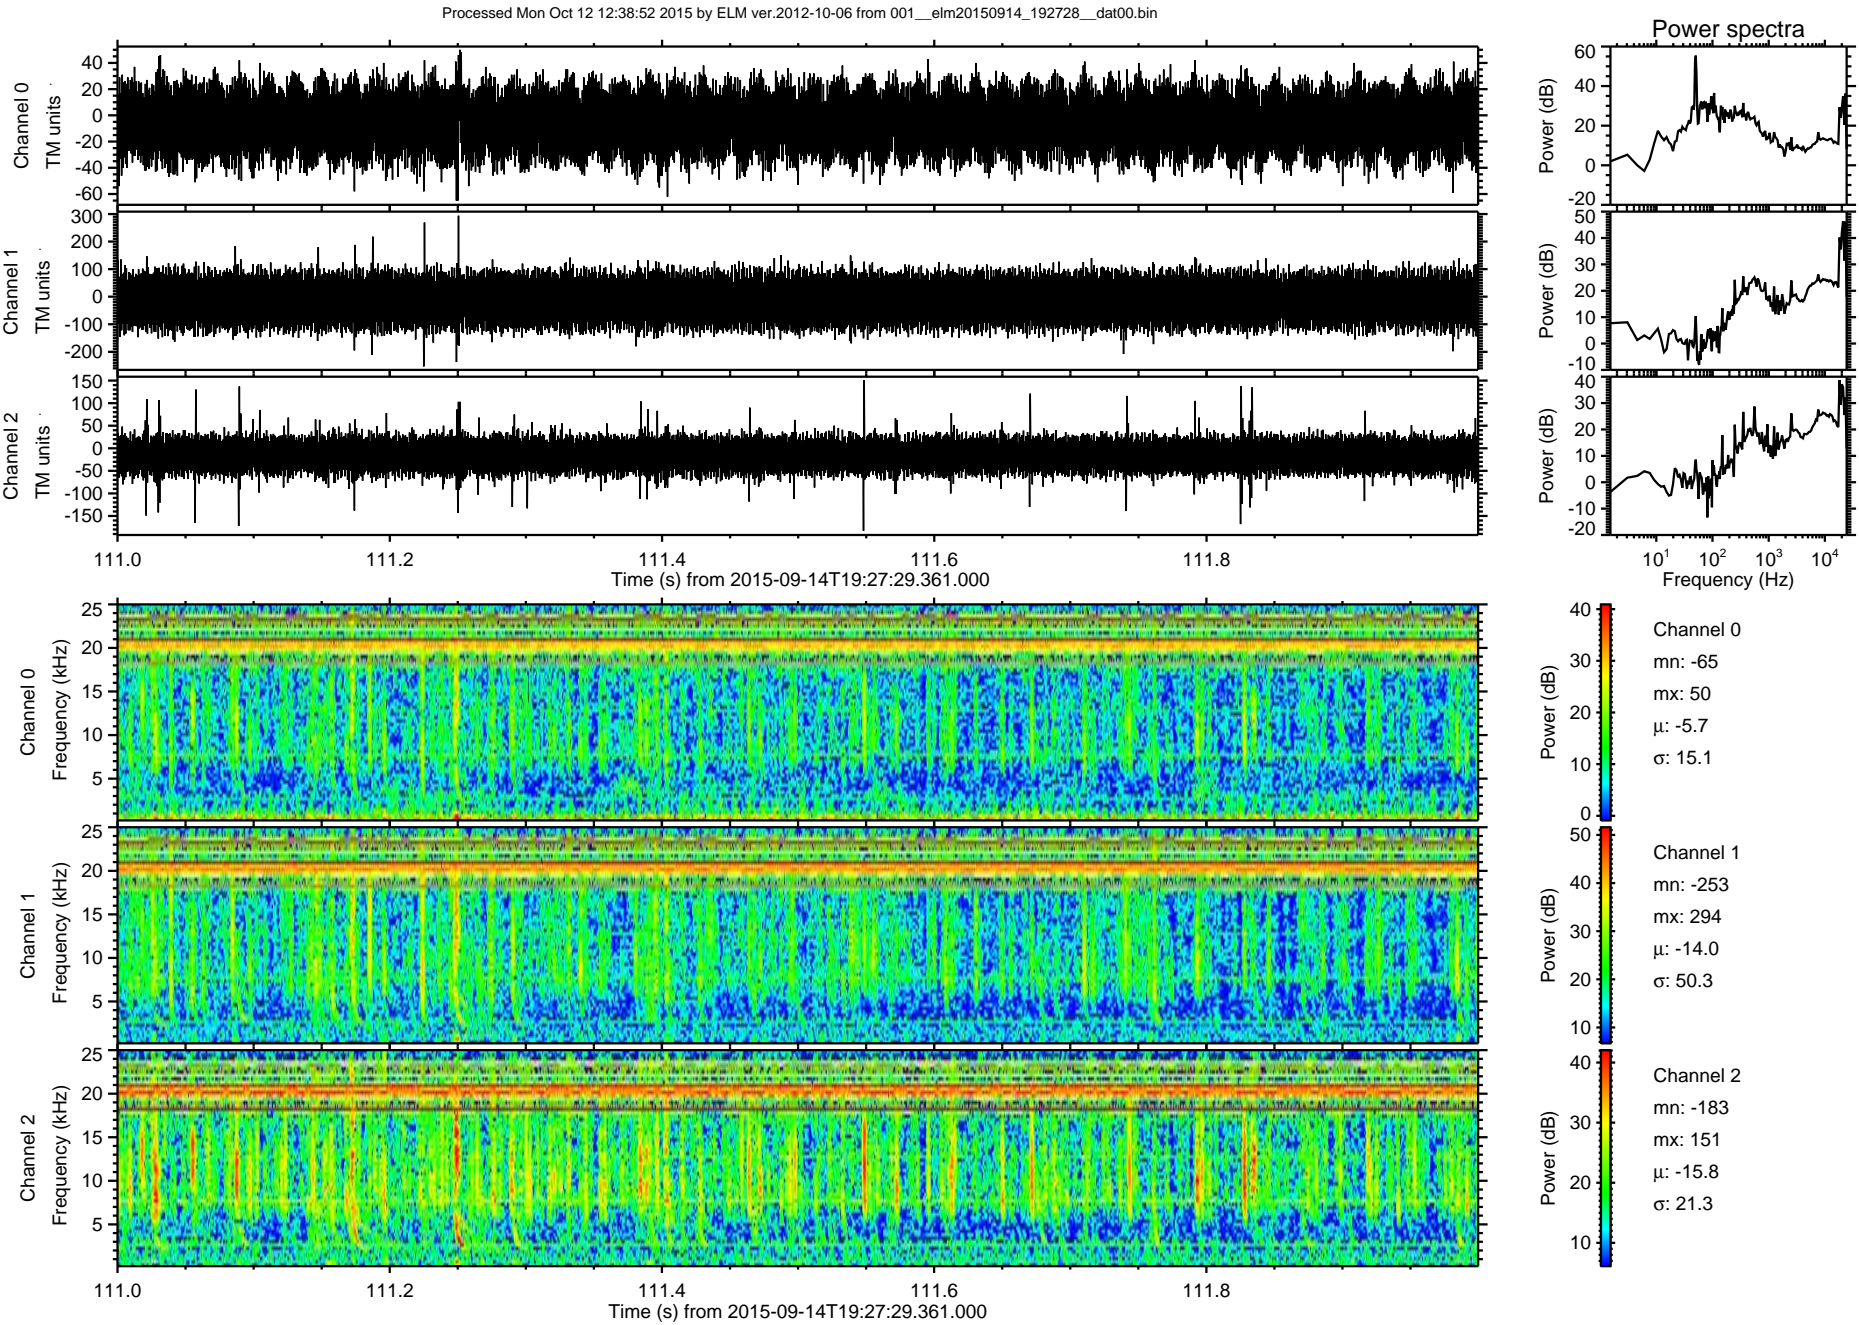 Processed Mon Oct 12 12:38:52 2015 by ELM ver.2012-10-06 from 001__elm20150914_192728__dat00.bin
Power spectra
Channel 0
TM units
40
20
0
-20
-40
-60
Power (dB)
60
40
20
0
-20
Channel 1
TM units
300
200
100
0
-100
-200
Power (dB)
50
40
30
20
10
0
-10
Channel 2
TM units
150
100
50
0
-50
-100
-150
Power (dB)
40
30
20
10
0
-10
-20
111.0 111.2 111.4 111.6 111.8
Time (s) from 2015-09-14T19:27:29.361.000
10^1 10^2 10^3 10^4
Frequency (Hz)
Channel 0
Frequency (kHz)
25
20
15
10
5
Power (dB)
40
30
20
10
0
Channel 0
mn: -65
mx: 50
μ: -5.7
σ: 15.1
Channel 1
Frequency (kHz)
25
20
15
10
5
Power (dB)
50
40
30
20
10
Channel 1
mn: -253
mx: 294
μ: -14.0
σ: 50.3
Channel 2
Frequency (kHz)
25
20
15
10
5
Power (dB)
40
30
20
10
Channel 2
mn: -183
mx: 151
μ: -15.8
σ: 21.3
111.0 111.2 111.4 111.6 111.8
Time (s) from 2015-09-14T19:27:29.361.000